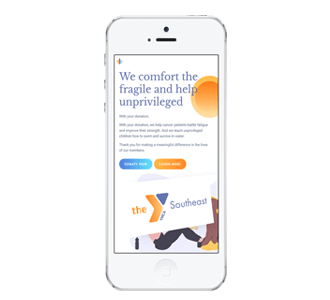 We comfort the
fragile and help
unprivileged
With your donation,
With your donation, we help cancer patients battle fatigue
and improve their strength. And we teach unprivileged
children how to swim and survive in water.
Thank you for making a meaningful difference in the lives
of our members.
DONATE NOW LEARN MORE
the Y Southeast
YMCA